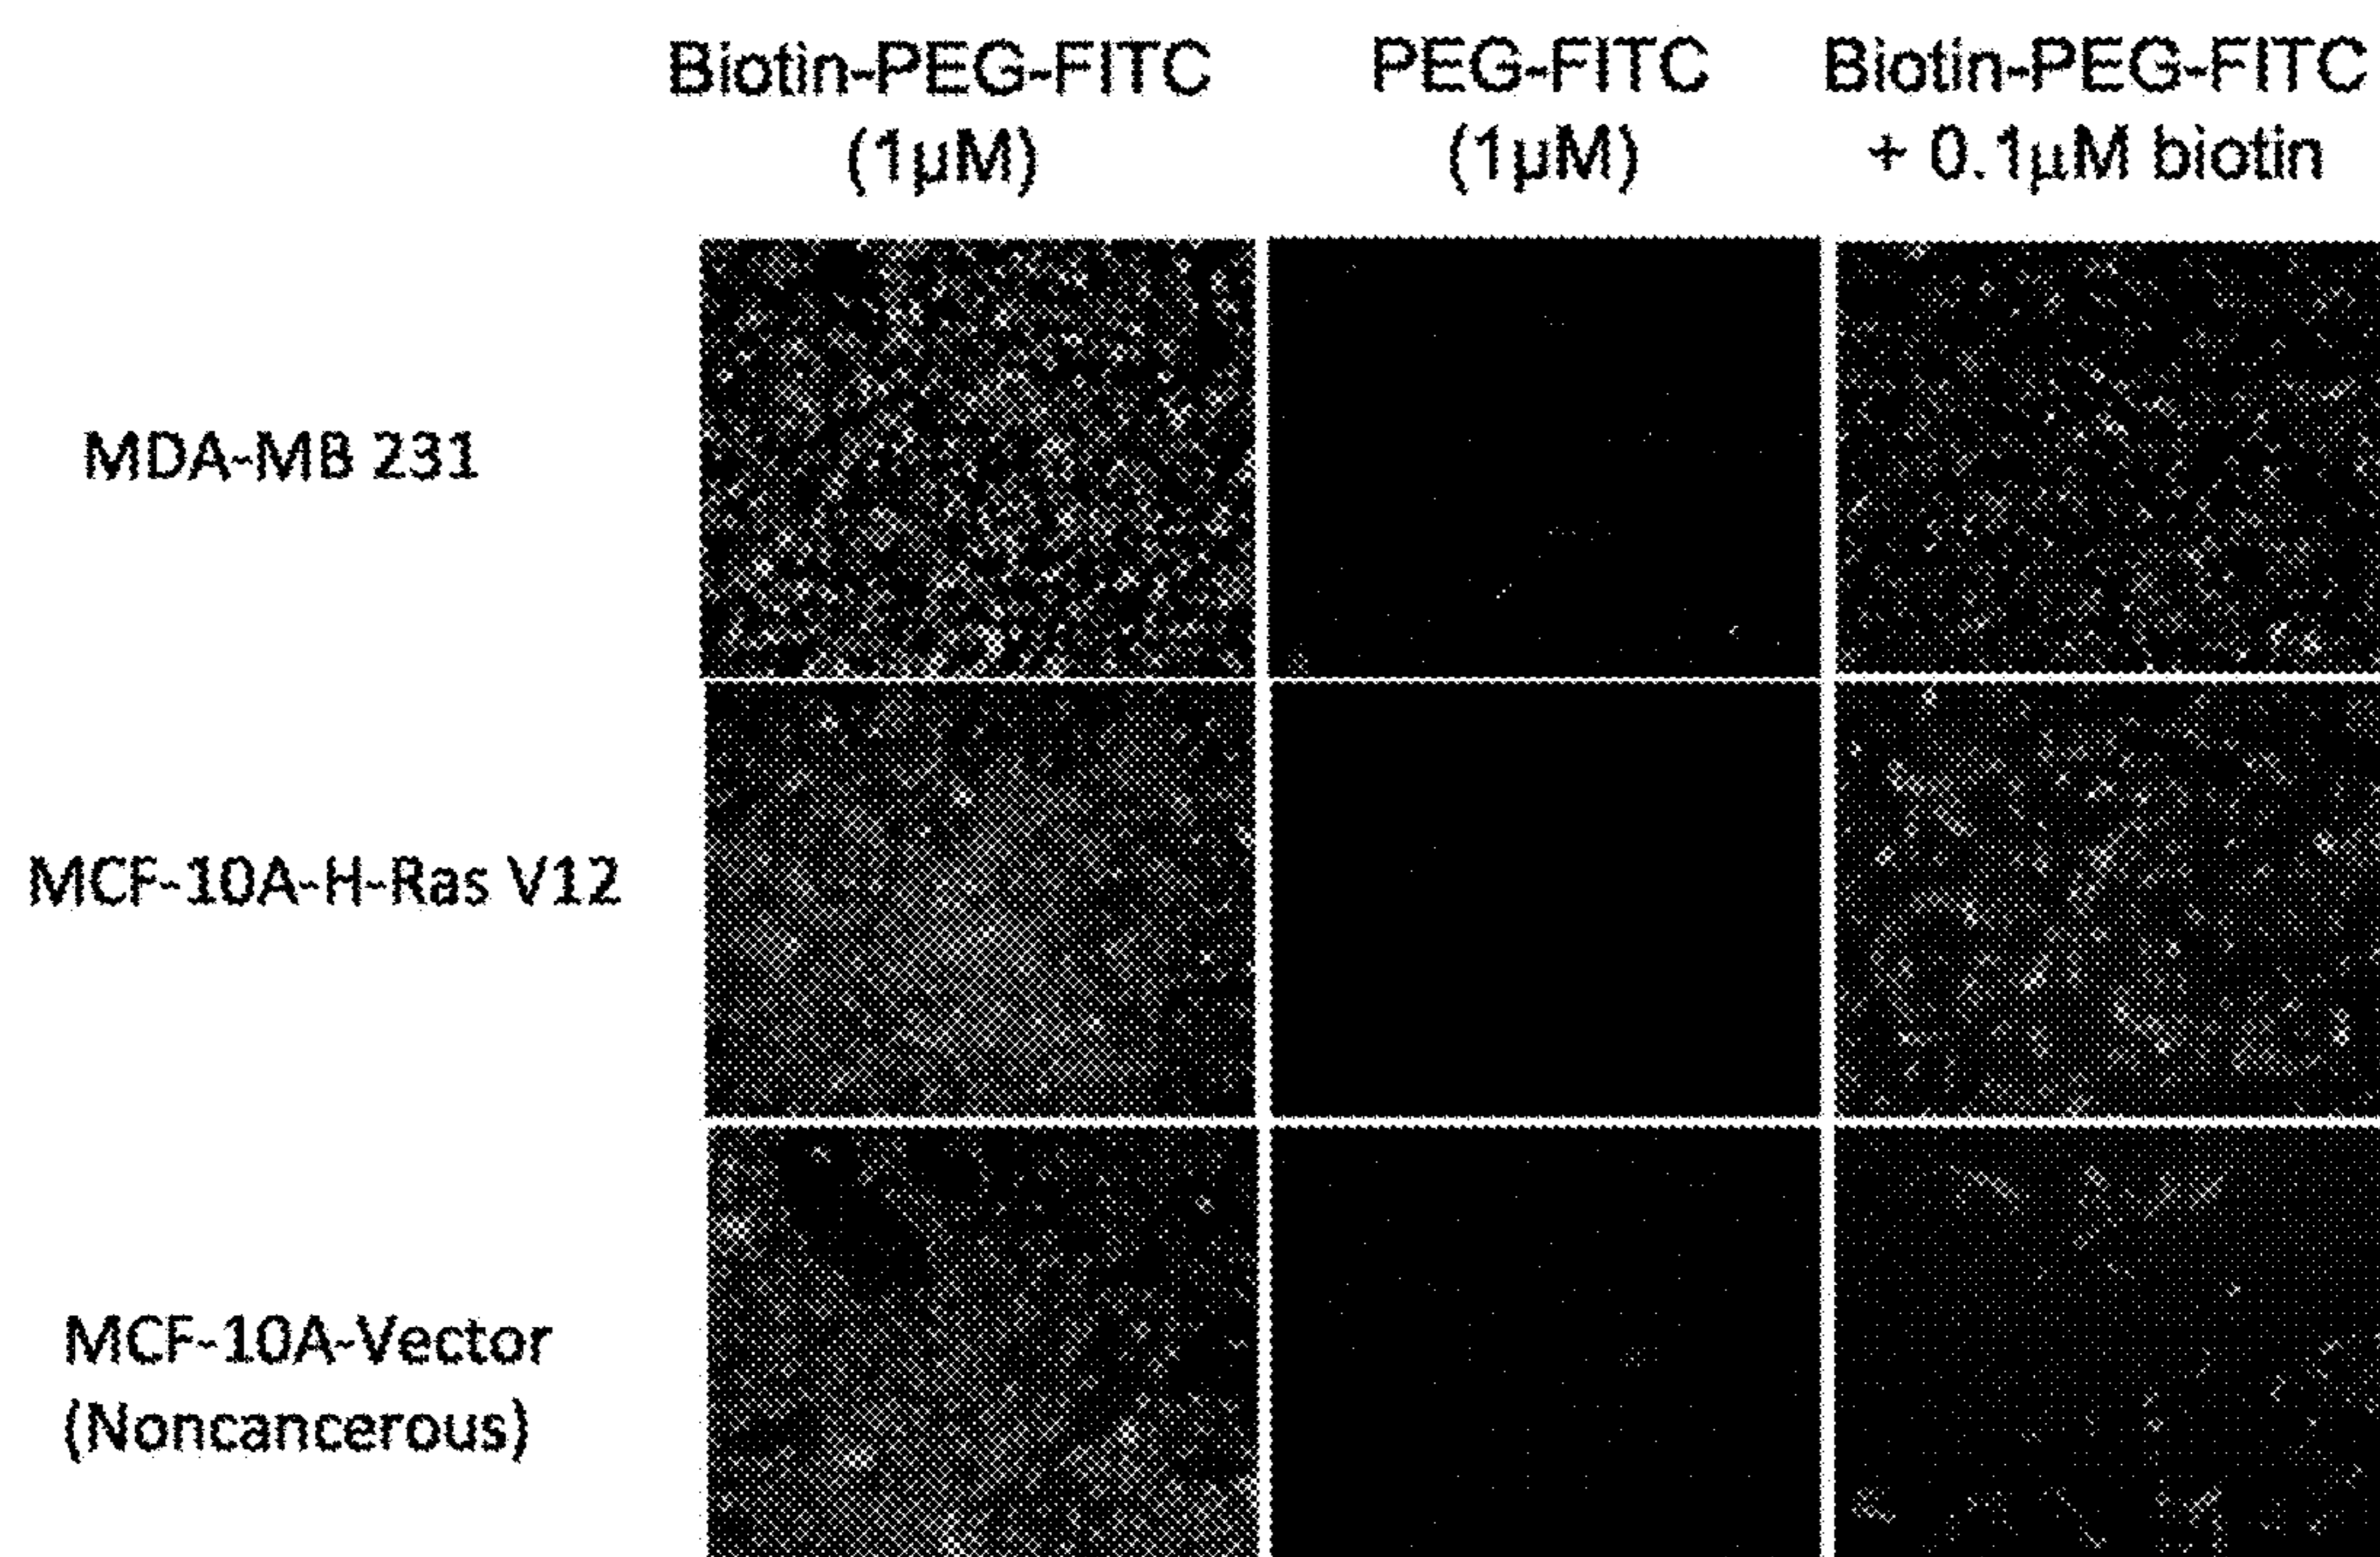 Biotin-PEG-FITC
(1µM)
PEG-FITC
(1µM)
Biotin-PEG-FITC
+ 0.1µM biotin
MDA-MB 231
MCF-10A-H-Ras V12
MCF-10A-Vector
(Noncancerous)